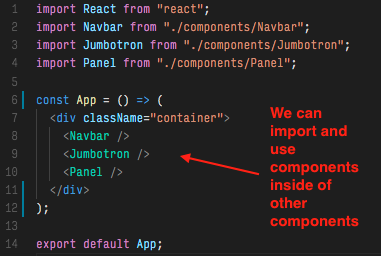 1 import React from "react";
2 import Navbar from "./components/Navbar";
3 import Jumbotron from "./components/Jumbotron";
4 import Panel from "./components/Panel";
5
6 const App = () => (
7 <div className="container">
8 <Navbar />
9 <Jumbotron />
10 <Panel />
11 </div>
12 );
13
14 export default App;
We can
import and
use
components
inside of
other
components